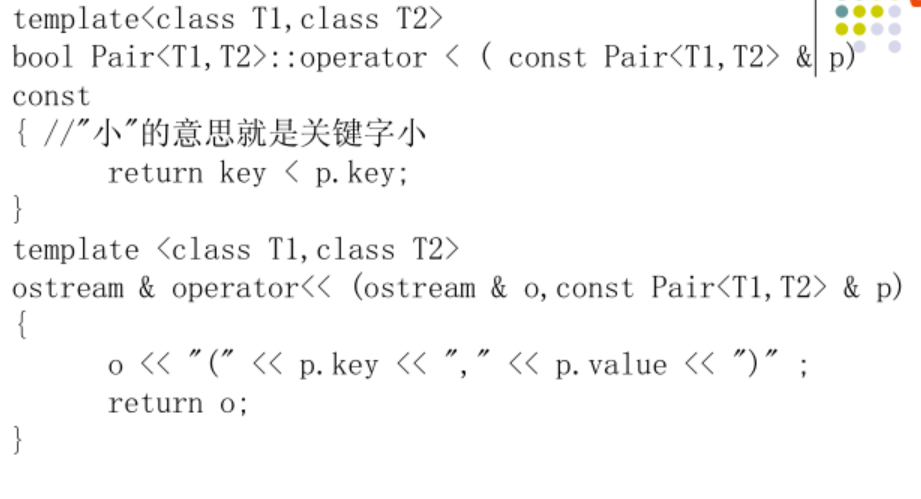 template<class T1,class T2>
bool Pair<T1,T2>::operator < ( const Pair<T1,T2> & p)
const
{ //"小"的意思就是关键字小
return key < p.key;
}
template <class T1,class T2>
ostream & operator<< (ostream & o,const Pair<T1,T2> & p)
{
o << "(" << p.key << "," << p.value << ")" ;
return o;
}